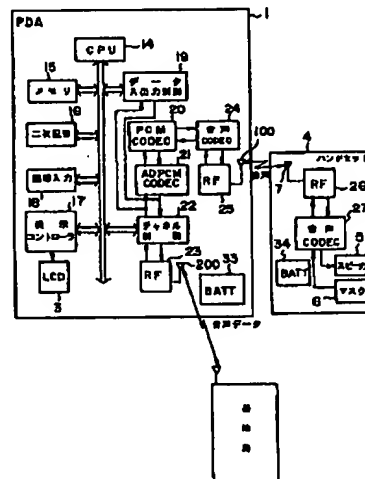 PDA
1
CPU
14
15
メモリ
データ
入出力制御
19
16
二次記憶
20
PCM
CODEC
24
音声
CODEC
100
ADPCM
CODEC
21
RF
25
18
17
表示
コントローラ
22
チャネル
制御
LCD
3
23
RF
200
33
BATT
音声データ
4
ハンドセット
7
音声
RF
26
27
音声
CODEC
34
BATT
5
スピーカ
6
マイク
基地局